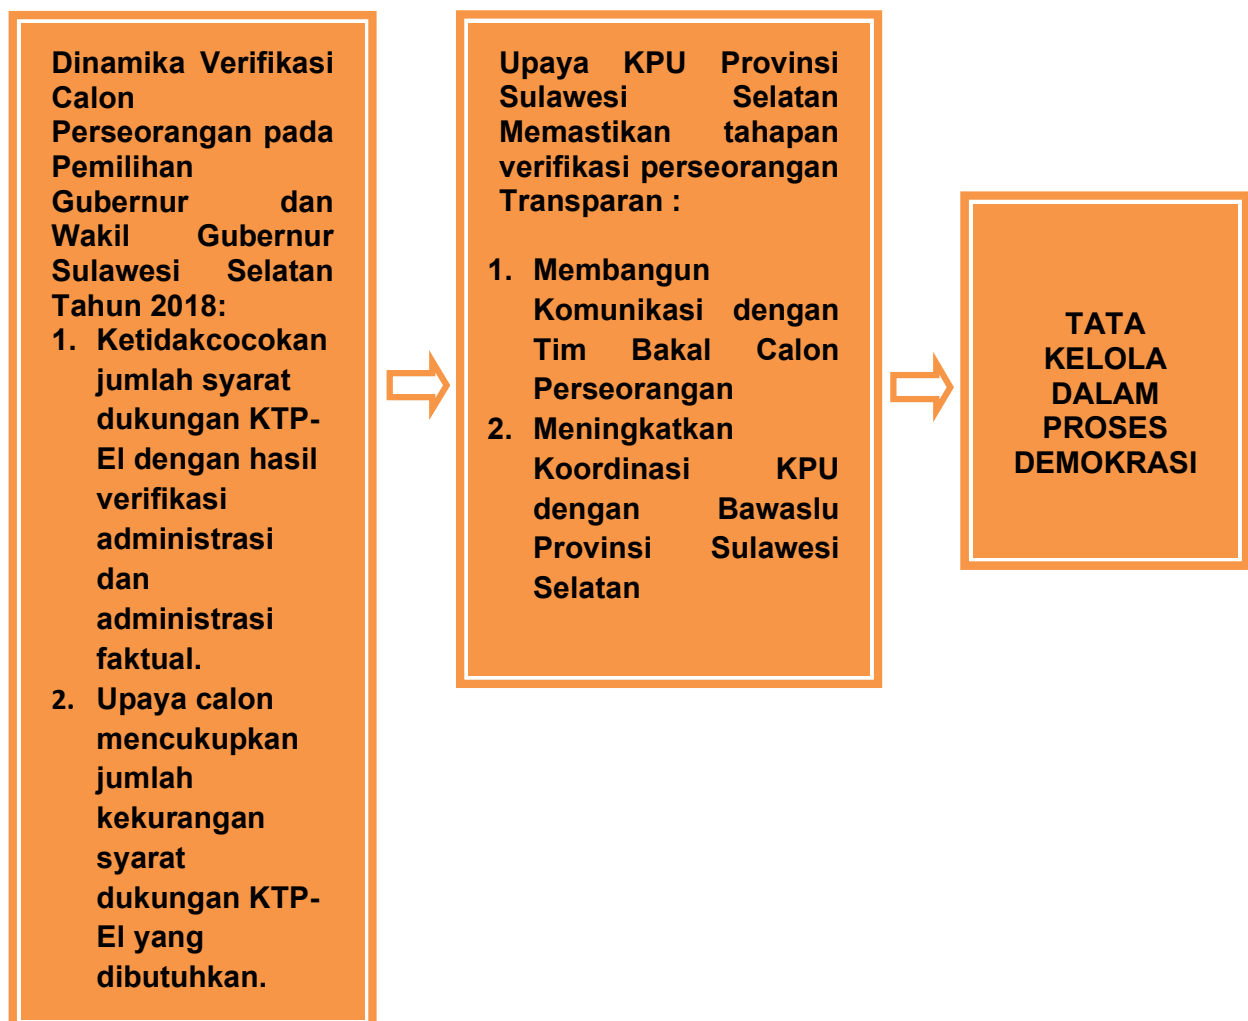 Dinamika Verifikasi
Calon
Perseorangan pada
Pemilihan
Gubernur dan
Wakil Gubernur
Sulawesi Selatan
Tahun 2018:
1. Ketidakcocokan
jumlah syarat
dukungan KTP-
El dengan hasil
verifikasi
administrasi
dan
administrasi
faktual.
2. Upaya calon
mencukupkan
jumlah
kekurangan
syarat
dukungan KTP-
El yang
dibutuhkan.
Upaya KPU Provinsi
Sulawesi Selatan
Memastikan tahapan
verifikasi perseorangan
Transparan :
1. Membangun
Komunikasi dengan
Tim Bakal Calon
Perseorangan
2. Meningkatkan
Koordinasi KPU
dengan Bawaslu
Provinsi Sulawesi
Selatan
TATA
KELOLA
DALAM
PROSES
DEMOKRASI